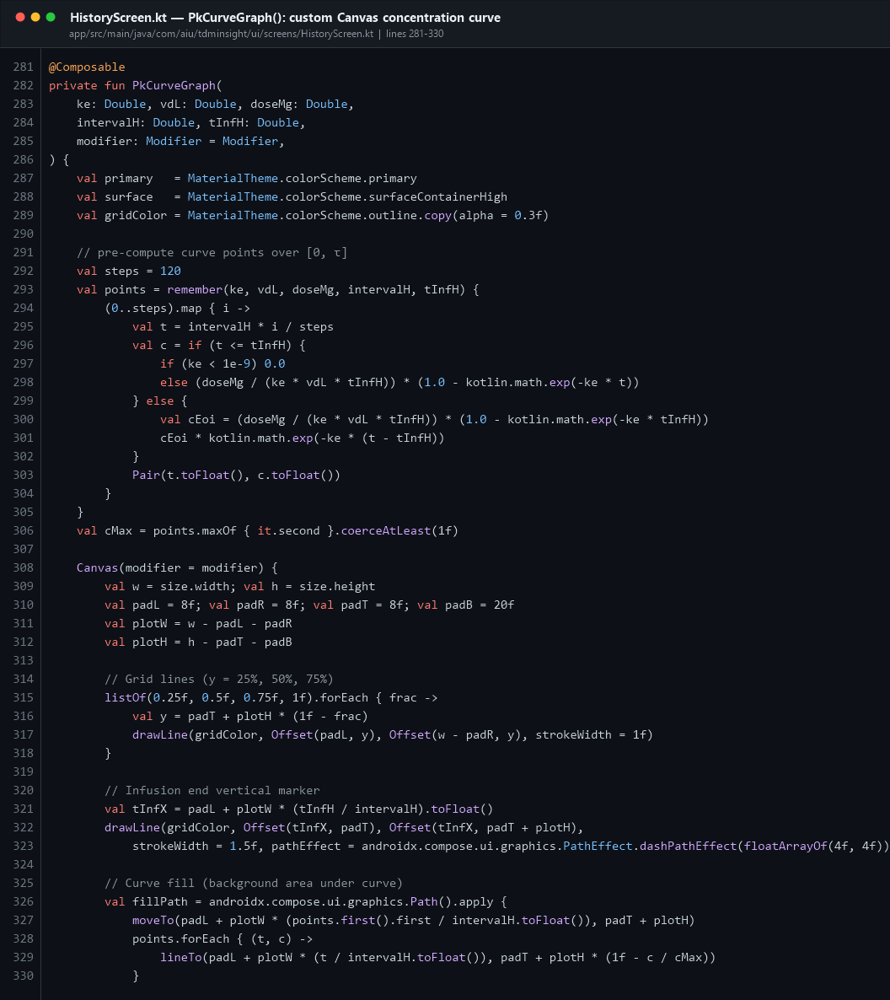 HistoryScreen.kt — PkCurveGraph(): custom Canvas concentration curve
app/src/main/java/com/aiu/tdminsight/ui/screens/HistoryScreen.kt | lines 281-330
281 @Composable
282 private fun PkCurveGraph(
283     ke: Double, vdL: Double, doseMg: Double,
284     intervalH: Double, tInfH: Double,
285     modifier: Modifier = Modifier,
286 ) {
287     val primary   = MaterialTheme.colorScheme.primary
288     val surface   = MaterialTheme.colorScheme.surfaceContainerHigh
289     val gridColor = MaterialTheme.colorScheme.outline.copy(alpha = 0.3f)
290
291     // pre-compute curve points over [0, τ]
292     val steps = 120
293     val points = remember(ke, vdL, doseMg, intervalH, tInfH) {
294         (0..steps).map { i ->
295             val t = intervalH * i / steps
296             val c = if (t <= tInfH) {
297                 if (ke < 1e-9) 0.0
298                 else (doseMg / (ke * vdL * tInfH)) * (1.0 - kotlin.math.exp(-ke * t))
299             } else {
300                 val cEoi = (doseMg / (ke * vdL * tInfH)) * (1.0 - kotlin.math.exp(-ke * tInfH))
301                 cEoi * kotlin.math.exp(-ke * (t - tInfH))
302             }
303             Pair(t.toFloat(), c.toFloat())
304         }
305     }
306     val cMax = points.maxOf { it.second }.coerceAtLeast(1f)
307
308     Canvas(modifier = modifier) {
309         val w = size.width; val h = size.height
310         val padL = 8f; val padR = 8f; val padT = 8f; val padB = 20f
311         val plotW = w - padL - padR
312         val plotH = h - padT - padB
313
314         // Grid lines (y = 25%, 50%, 75%)
315         listOf(0.25f, 0.5f, 0.75f, 1f).forEach { frac ->
316             val y = padT + plotH * (1f - frac)
317             drawLine(gridColor, Offset(padL, y), Offset(w - padR, y), strokeWidth = 1f)
318         }
319
320         // Infusion end vertical marker
321         val tInfX = padL + plotW * (tInfH / intervalH).toFloat()
322         drawLine(gridColor, Offset(tInfX, padT), Offset(tInfX, padT + plotH),
323             strokeWidth = 1.5f, pathEffect = androidx.compose.ui.graphics.PathEffect.dashPathEffect(floatArrayOf(4f, 4f))
324
325         // Curve fill (background area under curve)
326         val fillPath = androidx.compose.ui.graphics.Path().apply {
327             moveTo(padL + plotW * (points.first().first / intervalH.toFloat()), padT + plotH)
328             points.forEach { (t, c) ->
329                 lineTo(padL + plotW * (t / intervalH.toFloat()), padT + plotH * (1f - c / cMax))
330             }